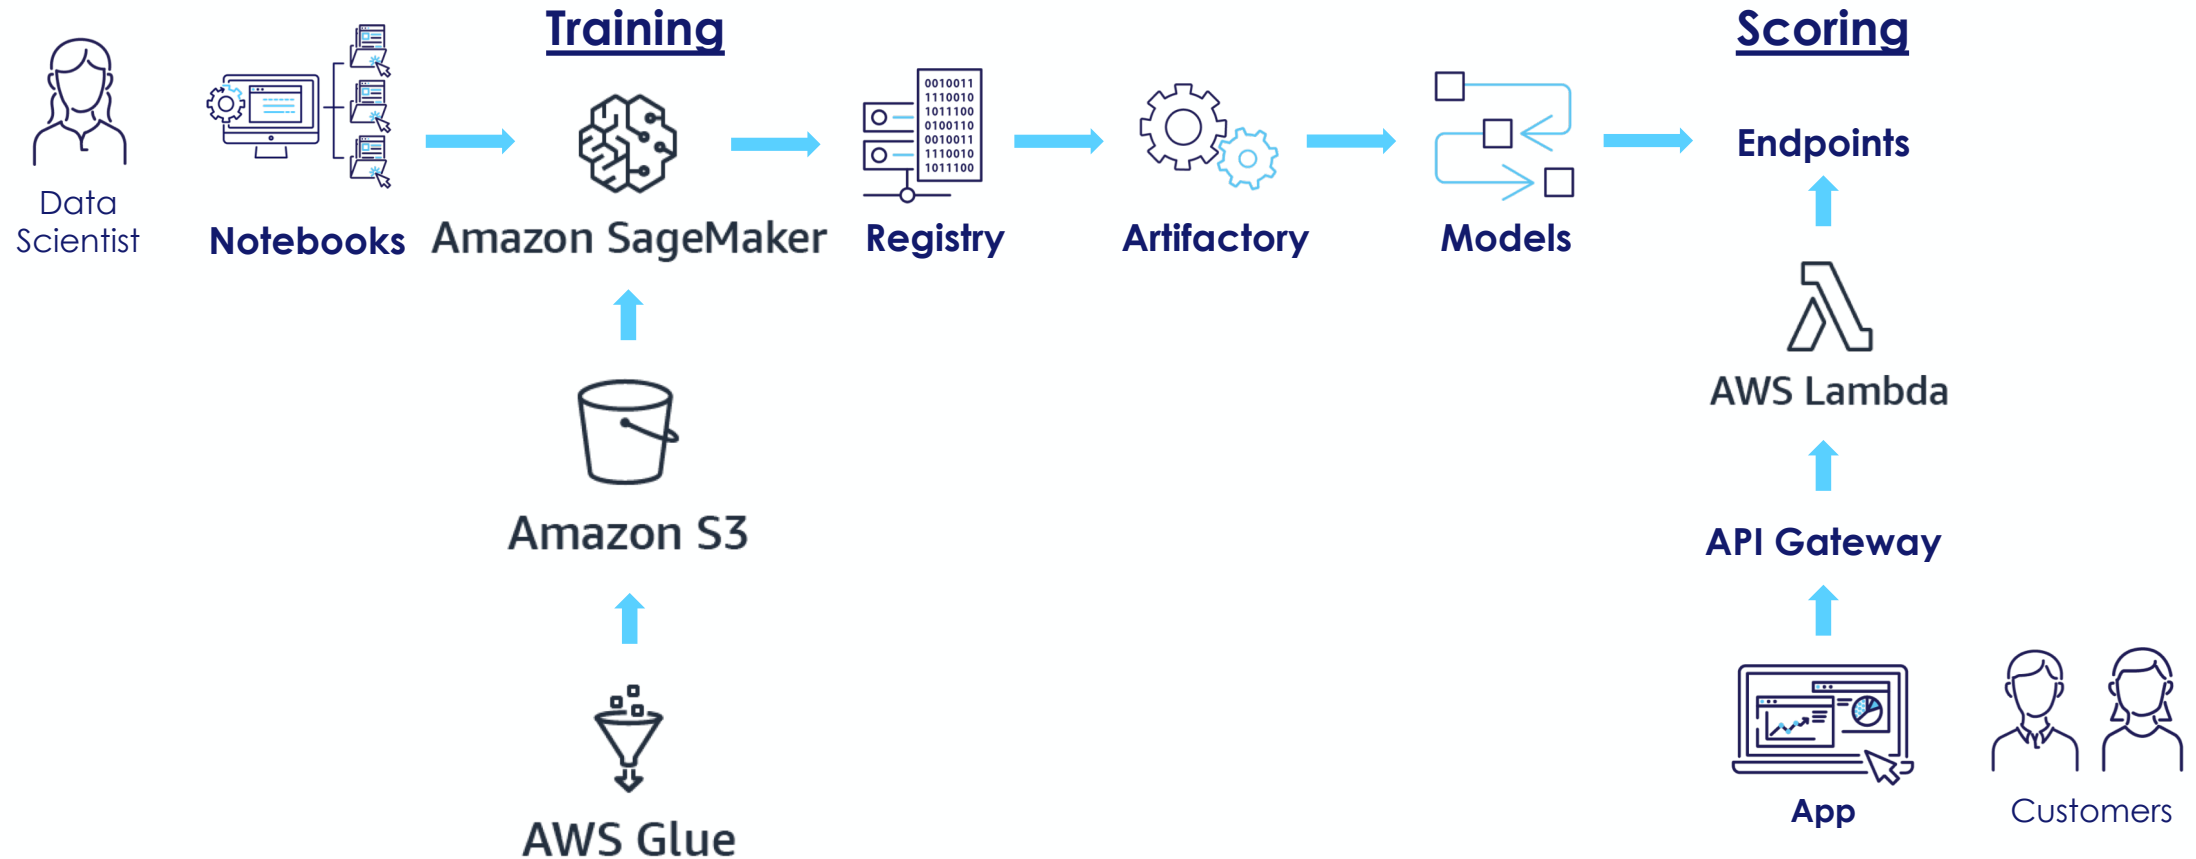 Training
Scoring
0010011
1110010
1011100
0100110
0010011
1110010
1011100
Endpoints
Data
Scientist
Notebooks
Amazon SageMaker
Registry
Artifactory
Models
AWS Lambda
Amazon S3
API Gateway
AWS Glue
App
Customers